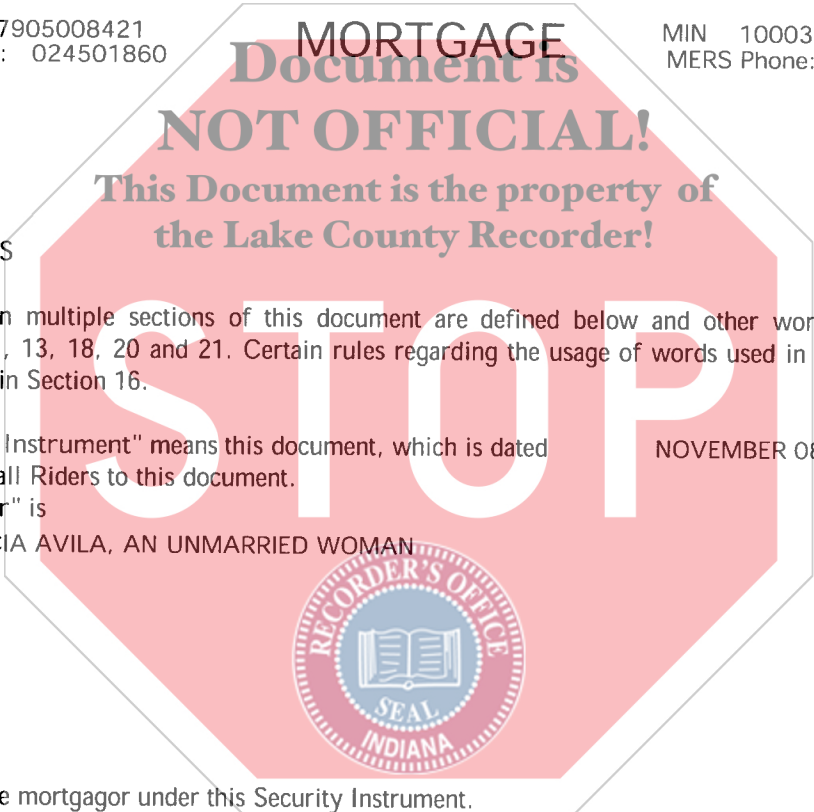 7905008421 MORTGAGE MIN 10003
: 024501860 MERS Phone:
Document is
NOT OFFICIAL!
This Document is the property of
the Lake County Recorder!
S
n multiple sections of this document are defined below and other wor
, 13, 18, 20 and 21. Certain rules regarding the usage of words used in
in Section 16.
Instrument" means this document, which is dated NOVEMBER 08
all Riders to this document.
r" is
CIA AVILA, AN UNMARRIED WOMAN
STOP
RECORDER'S OFFICE
SEAL
INDIANA
e mortgagor under this Security Instrument.